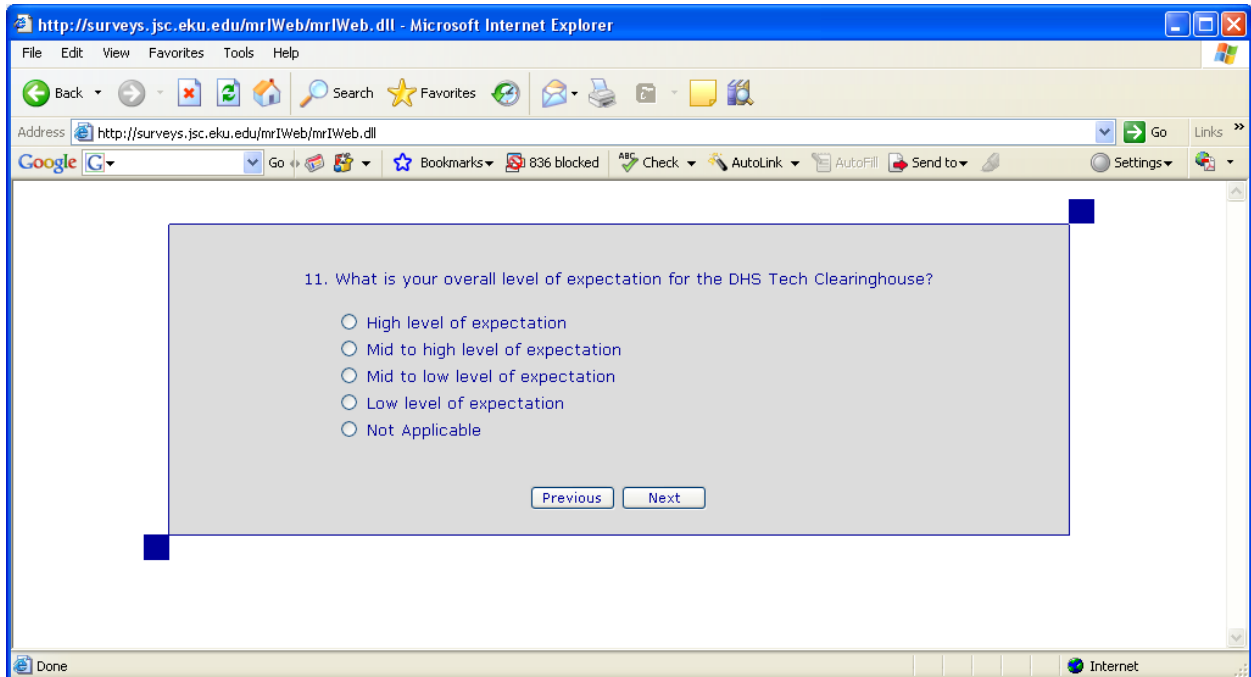 http://surveys.jsc.eku.edu/mrIWeb/mrIWeb.dll - Microsoft Internet Explorer
File Edit View Favorites Tools Help
Back Search Favorites
Address http://surveys.jsc.eku.edu/mrIWeb/mrIWeb.dll Go Links »
Google G Go Bookmarks 836 blocked ABC Check AutoLink AutoFill Send to Settings
11. What is your overall level of expectation for the DHS Tech Clearinghouse?
High level of expectation
Mid to high level of expectation
Mid to low level of expectation
Low level of expectation
Not Applicable
Previous Next
Done Internet